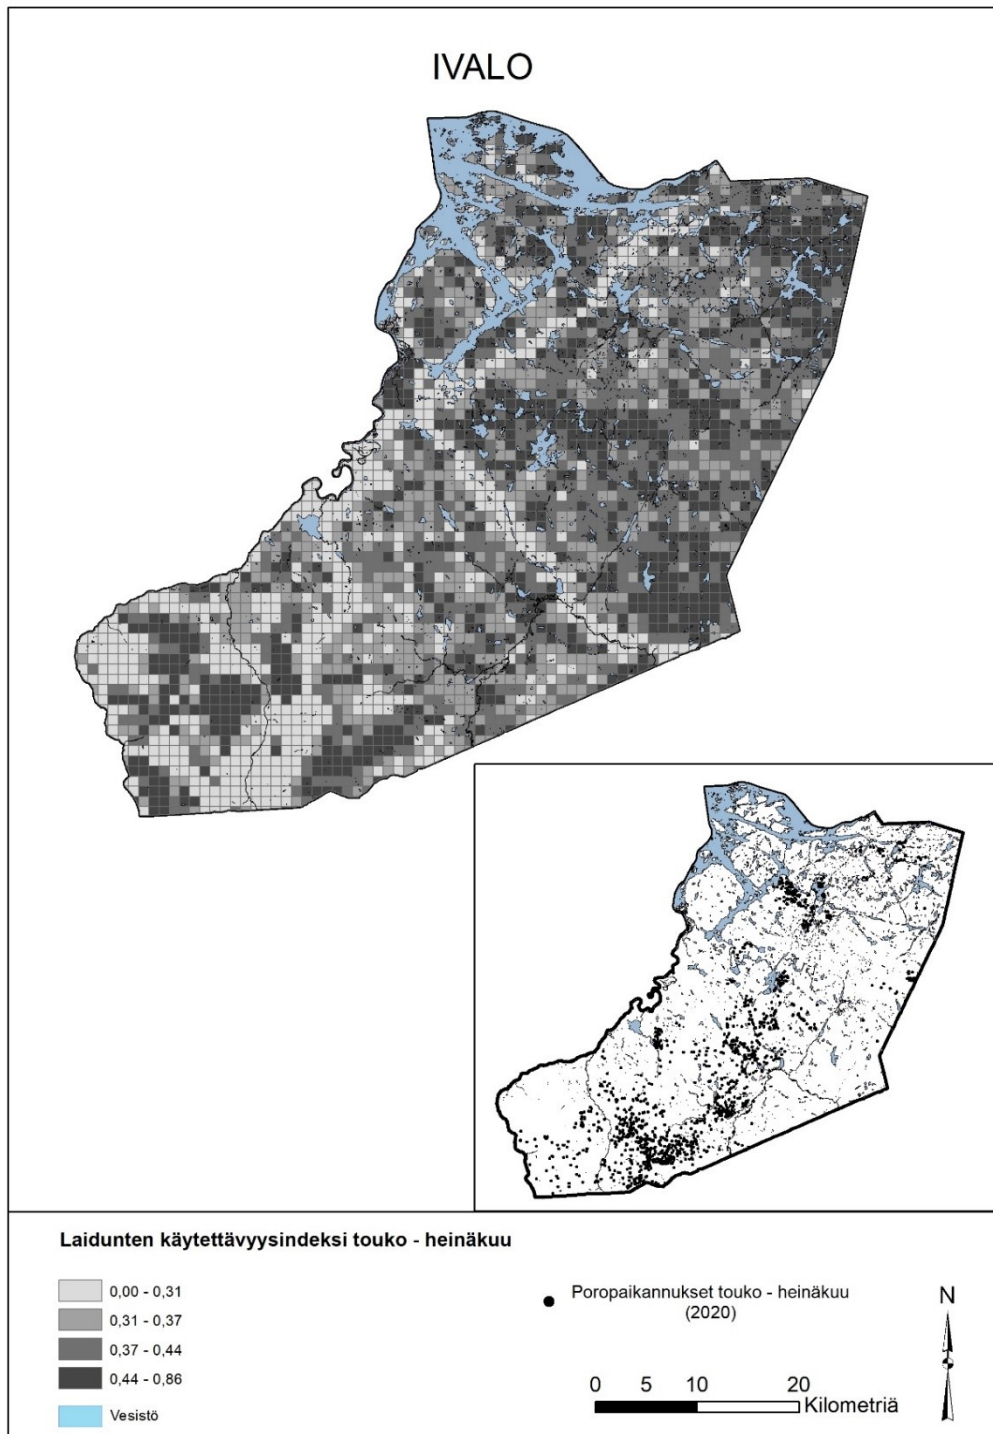 IVALO
Laidunten käytettävyysindeksi touko - heinäkuu
0,00 - 0,31
0,31 - 0,37
0,37 - 0,44
0,44 - 0,86
Vesistö
Poropaikannukset touko - heinäkuu
(2020)
0 5 10 20
Kilometriä
N